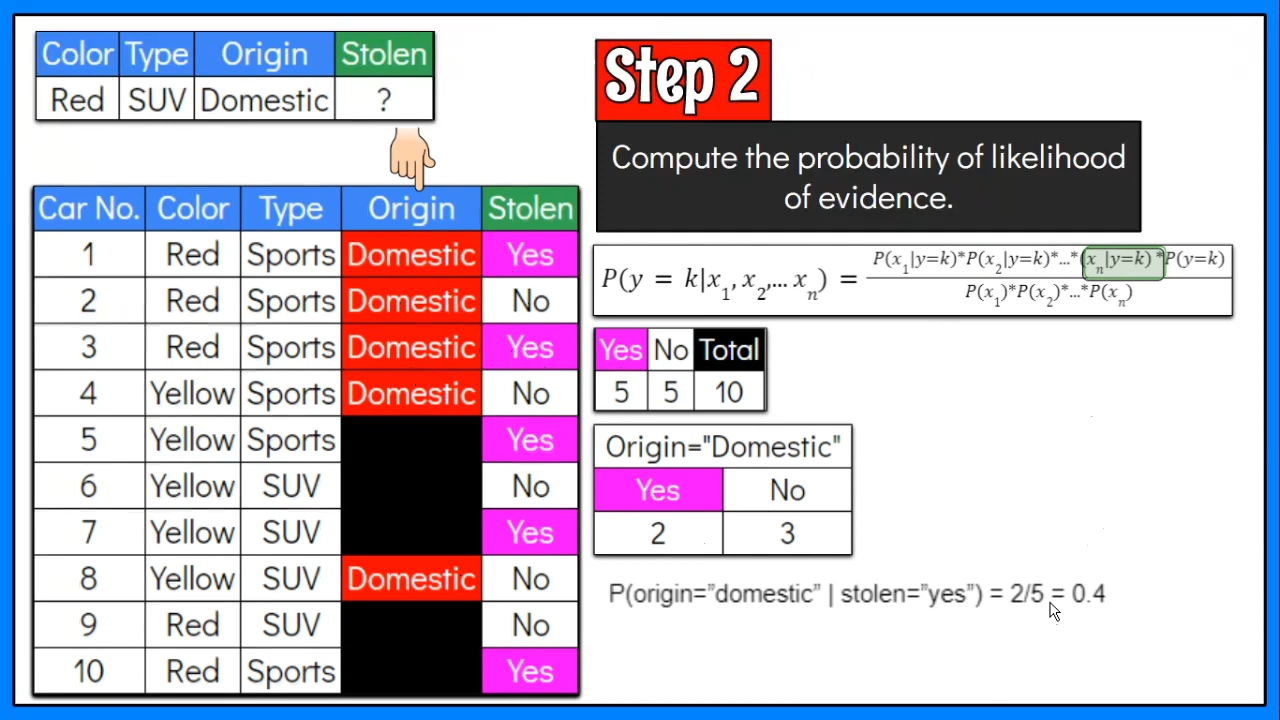 Color Type Origin Stolen
Red SUV Domestic ?
Car No. Color Type Origin Stolen
1 Red Sports Domestic Yes
2 Red Sports Domestic No
3 Red Sports Domestic Yes
4 Yellow Sports Domestic No
5 Yellow Sports Yes
6 Yellow SUV No
7 Yellow SUV Yes
8 Yellow SUV Domestic No
9 Red SUV No
10 Red Sports Yes
Step 2
Compute the probability of likelihood
of evidence.
P(x₁|y=k)*P(x₂|y=k)*...*(xₙ|y=k) *P(y=k)
P(y = k|x₁,x₂,... xₙ) =
P(x₁)*P(x₂)*...*P(xₙ)
Yes No Total
5 5 10
Origin="Domestic"
Yes No
2 3
P(origin=”domestic” | stolen=”yes”) = 2/5 = 0.4